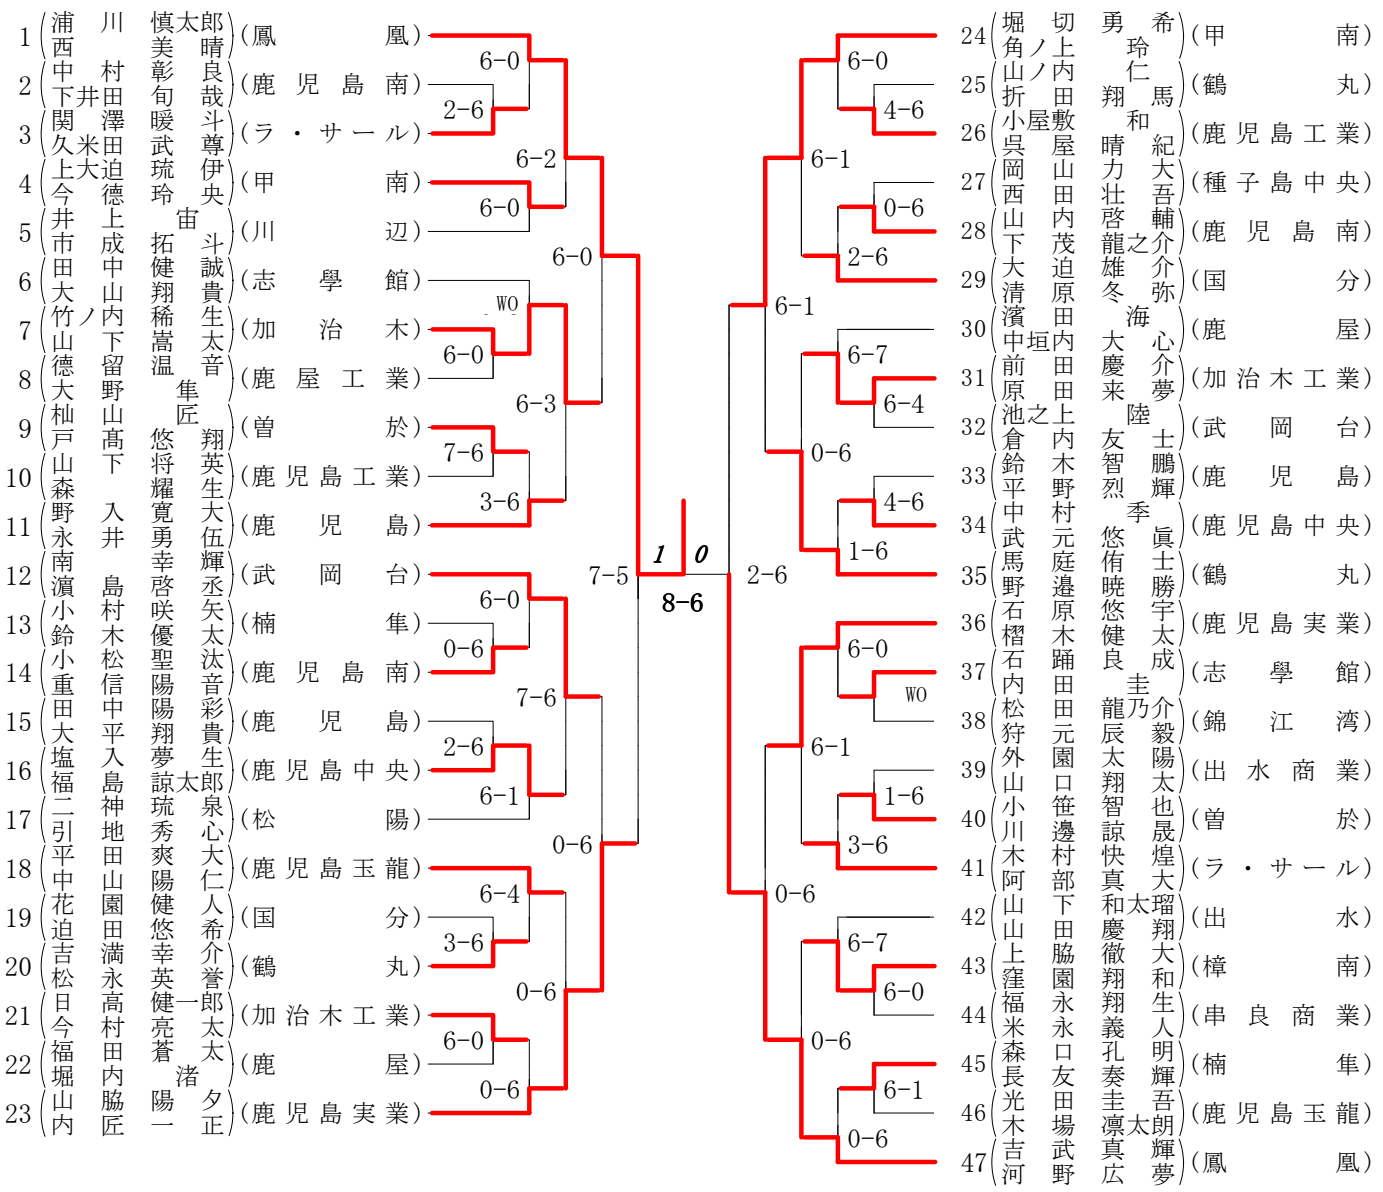 1 浦川 慎太郎 (鳳凰)
西 美晴
2 中村 彰良 (鹿児島南)
下井田 旬哉
3 関澤 暖斗 (ラ・サール)
久米田 武尊
4 上大迫 琉伊 (甲南)
今德 玲央
5 井上 宙 (川辺)
市成 拓斗
6 田中 健誠 (志學館)
大山 翔貴
7 竹ノ内 稀生 (加治木)
山下 嵩太
8 德留 温音 (鹿屋工業)
大野 隼
9 杣山 匠 (曽於)
戸髙 悠翔
10 山下 将英 (鹿児島工業)
森 耀生
11 野入 寛大 (鹿児島)
永井 勇伍
12 南 幸輝 (武岡台)
濵島 啓丞
13 小村 咲矢 (楠隼)
鈴木 優太
14 小松 聖汰 (鹿児島南)
重信 陽音
15 田中 陽彩 (鹿児島)
大平 翔貴
16 塩入 夢生 (鹿児島中央)
福島 諒太郎
17 二神 琉泉 (松陽)
引地 秀心
18 平田 爽大 (鹿児島玉龍)
中山 陽仁
19 花園 健人 (国分)
迫田 悠希
20 吉満 幸介 (鶴丸)
松永 英誉
21 日高 健一郎 (加治木工業)
今村 亮太
22 福田 蒼太 (鹿屋)
堀内 渚
23 山脇 陽夕 (鹿児島実業)
内匠 一正
6-0
2-6
6-2
6-0
6-0
WO
6-0
6-3
7-6
3-6
7-5
6-0
0-6
7-6
2-6
6-1
0-6
6-4
3-6
0-6
6-0
0-6
1 0
8-6
6-0
4-6
6-1
0-6
2-6
6-1
6-7
6-4
0-6
4-6
1-6
2-6
6-0
WO
6-1
1-6
3-6
0-6
6-7
6-0
0-6
6-1
0-6
24 堀切 勇希 (甲南)
角ノ上 玲
25 山ノ内 仁 (鶴丸)
折田 翔馬
26 小屋敷 和 (鹿児島工業)
呉屋 晴紀
27 岡山 力大 (種子島中央)
西田 壮吾
28 山内 啓輔 (鹿児島南)
下茂 龍之介
29 大迫 雄介 (国分)
清原 冬弥
30 濱田 海 (鹿屋)
中垣内 大心
31 前田 慶介 (加治木工業)
原田 来夢
32 池之上 陸 (武岡台)
倉内 友士
33 鈴木 智鵬 (鹿児島)
平野 烈輝
34 中村 季 (鹿児島中央)
武元 悠眞
35 馬庭 侑士 (鶴丸)
野邉 暁勝
36 石原 悠宇 (鹿児島実業)
槢木 健太
37 石踊 良成 (志學館)
内田 圭
38 松田 龍乃介 (錦江湾)
狩元 辰毅
39 外園 太陽 (出水商業)
山口 翔太
40 小笹 智也 (曽於)
川邊 諒晟
41 木村 快煌 (ラ・サール)
阿部 真大
42 山下 和太瑠 (出水)
山田 慶翔
43 上脇 徹大 (樟南)
窪園 翔和
44 福永 翔生 (串良商業)
米永 義人
45 森口 孔明 (楠隼)
長友 奏輝
46 光田 圭吾 (鹿児島玉龍)
木場 凛太朗
47 吉武 真輝 (鳳凰)
河野 広夢